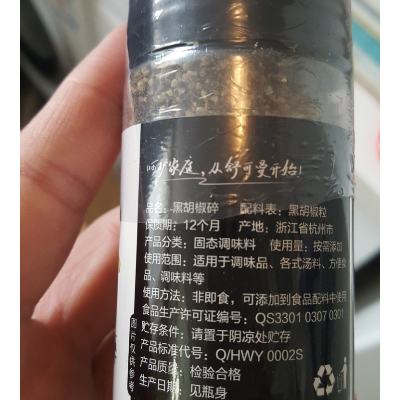 家庭，从舒可曼开始！
品名：黑胡椒碎 配料表：黑胡椒粒
保质期：12个月 产地：浙江省杭州市
产品分类：固态调味料 使用量：按需添加
使用范围：适用于调味品、各式汤料、方便食
品、调味料等
使用方法：非即食，可添加到食品配料中使用
食品生产许可证编号：QS3301 0307 0301
贮存条件：请置于阴凉处贮存
产品标准代号：Q/HWY 0002S
产品质量：检验合格
生产日期：见瓶身
图片仅供参考